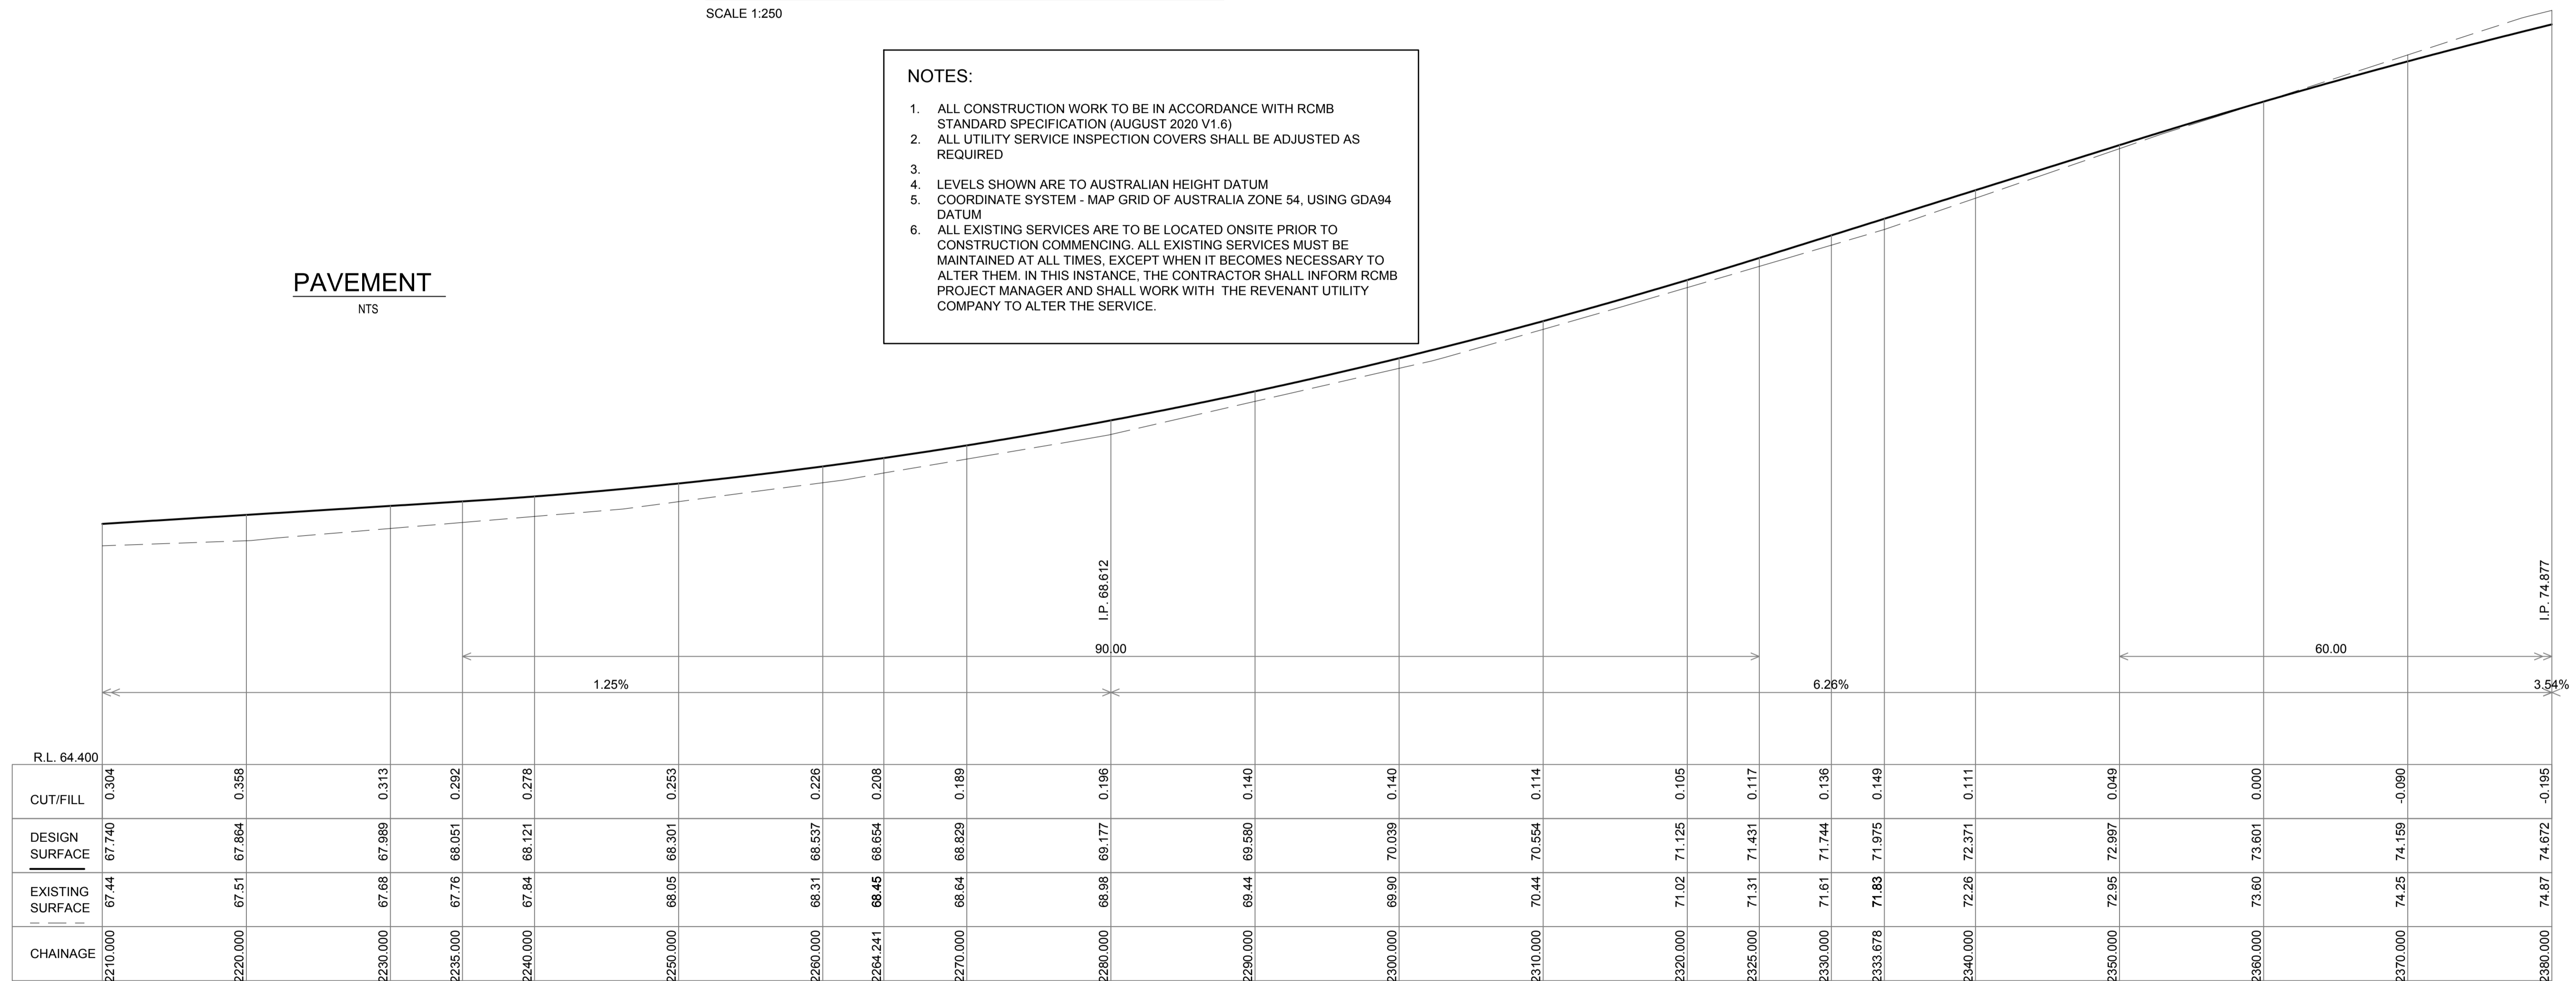 SCALE 1:250
NOTES:
1. ALL CONSTRUCTION WORK TO BE IN ACCORDANCE WITH RCMB
STANDARD SPECIFICATION (AUGUST 2020 V1.6)
2. ALL UTILITY SERVICE INSPECTION COVERS SHALL BE ADJUSTED AS
REQUIRED
3.
4. LEVELS SHOWN ARE TO AUSTRALIAN HEIGHT DATUM
5. COORDINATE SYSTEM - MAP GRID OF AUSTRALIA ZONE 54, USING GDA94
DATUM
6. ALL EXISTING SERVICES ARE TO BE LOCATED ONSITE PRIOR TO
CONSTRUCTION COMMENCING. ALL EXISTING SERVICES MUST BE
MAINTAINED AT ALL TIMES, EXCEPT WHEN IT BECOMES NECESSARY TO
ALTER THEM. IN THIS INSTANCE, THE CONTRACTOR SHALL INFORM RCMB
PROJECT MANAGER AND SHALL WORK WITH THE REVENANT UTILITY
COMPANY TO ALTER THE SERVICE.
PAVEMENT
NTS
I.P. 68.612
I.P. 74.877
90.00
60.00
1.25%
6.26%
3.54%
R.L. 64.400
CUT/FILL 0.304 0.358 0.313 0.292 0.278 0.253 0.226 0.208 0.189 0.196 0.140 0.140 0.114 0.105 0.117 0.136 0.149 0.111 0.049 0.000 -0.090 -0.195
DESIGN
SURFACE 67.740 67.864 67.989 68.051 68.121 68.301 68.537 68.654 68.829 69.177 69.580 70.039 70.554 71.125 71.431 71.744 71.975 72.371 72.997 73.601 74.159 74.672
EXISTING
SURFACE 67.44 67.51 67.68 67.76 67.84 68.05 68.31 68.45 68.64 68.98 69.44 69.90 70.44 71.02 71.31 71.61 71.83 72.26 72.95 73.60 74.25 74.87
CHAINAGE 2210.000 2220.000 2230.000 2235.000 2240.000 2250.000 2260.000 2264.241 2270.000 2280.000 2290.000 2300.000 2310.000 2320.000 2325.000 2330.000 2333.678 2340.000 2350.000 2360.000 2370.000 2380.000